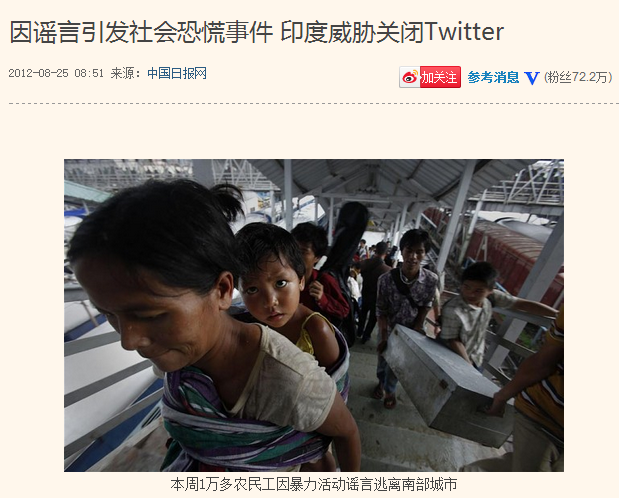 因谣言引发社会恐慌事件 印度威胁关闭Twitter
2012-08-25 08:51 来源：中国日报网 加关注 参考消息 V (粉丝72.2万)
本周1万多农民工因暴力活动谣言逃离南部城市